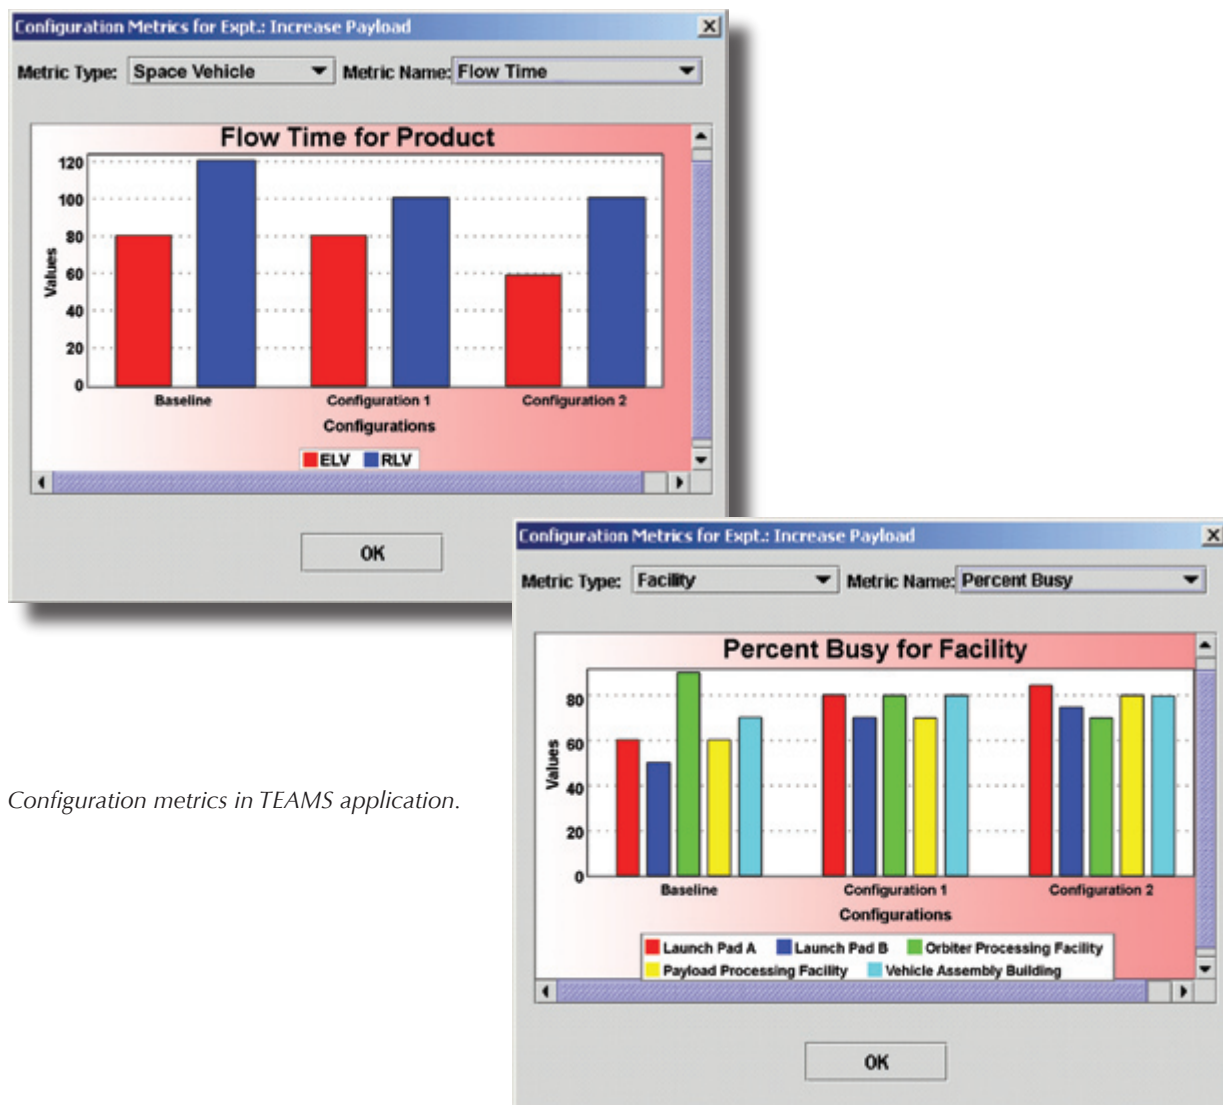 Configuration Metrics for Expt.: Increase Payload
Metric Type: Space Vehicle Metric Name: Flow Time
Flow Time for Product
120
100
80
60
40
20
0
Values
Baseline Configuration 1 Configuration 2
Configurations
ELV RLV
OK
Configuration Metrics for Expt.: Increase Payload
Metric Type: Facility Metric Name: Percent Busy
Percent Busy for Facility
80
60
40
20
0
Values
Baseline Configuration 1 Configuration 2
Configurations
Launch Pad A Launch Pad B Orbiter Processing Facility
Payload Processing Facility Vehicle Assembly Building
OK
Configuration metrics in TEAMS application.